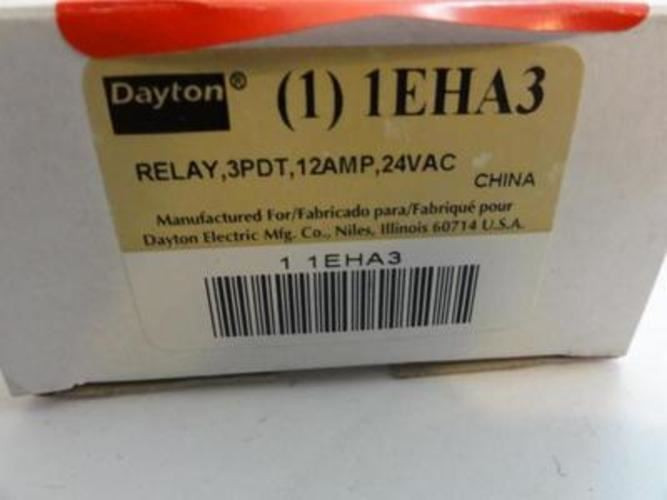 Dayton® (1) 1EHA3
RELAY,3PDT,12AMP,24VAC
CHINA
Manufactured For/Fabricado para/Fabriqué pour
Dayton Electric Mfg. Co., Niles, Illinois 60714 U.S.A.
1 1EHA3